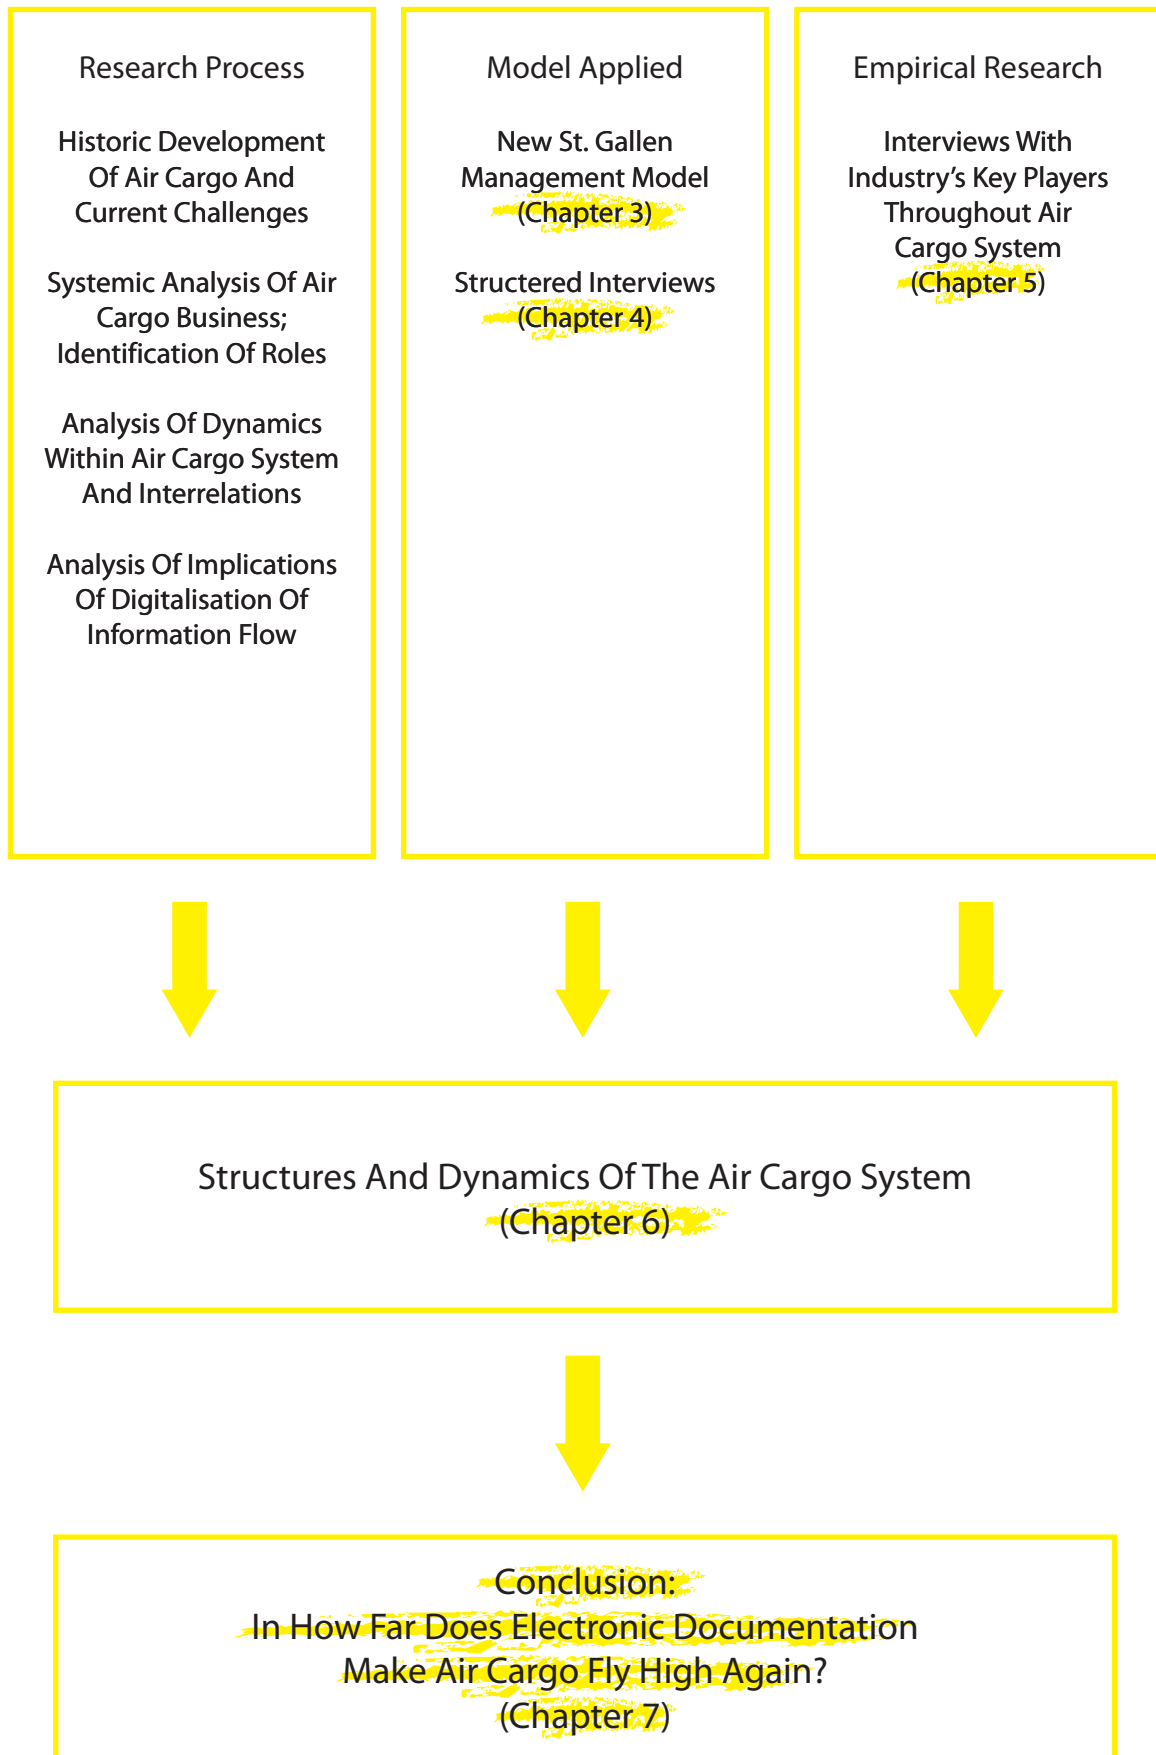 Research Process
Historic Development
Of Air Cargo And
Current Challenges
Systemic Analysis Of Air
Cargo Business;
Identification Of Roles
Analysis Of Dynamics
Within Air Cargo System
And Interrelations
Analysis Of Implications
Of Digitalisation Of
Information Flow
Model Applied
New St. Gallen
Management Model
(Chapter 3)
Structered Interviews
(Chapter 4)
Empirical Research
Interviews With
Industry’s Key Players
Throughout Air
Cargo System
(Chapter 5)
Structures And Dynamics Of The Air Cargo System
(Chapter 6)
Conclusion:
In How Far Does Electronic Documentation
Make Air Cargo Fly High Again?
(Chapter 7)